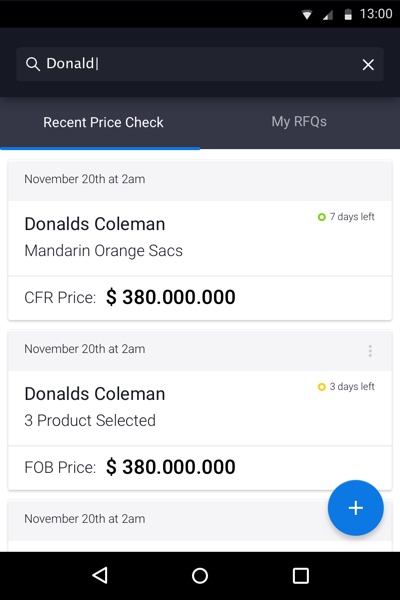 13:00
Donald
Recent Price Check
My RFQs
November 20th at 2am
Donalds Coleman
7 days left
Mandarin Orange Sacs
CFR Price: $ 380.000.000
November 20th at 2am
Donalds Coleman
3 days left
3 Product Selected
FOB Price: $ 380.000.000
November 20th at 2am